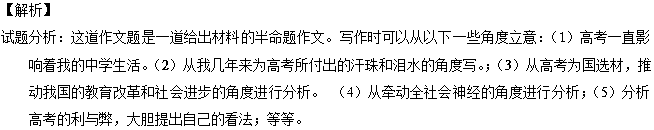 【解析】
试题分析：这道作文题是一道给出材料的半命题作文。写作时可以从以下一些角度立意：（1）高考一直影
响着我的中学生活。（2）从我几年来为高考所付出的汗珠和泪水的角度写。；（3）从高考为国选材，推
动我国的教育改革和社会进步的角度进行分析。 （4）从牵动全社会神经的角度进行分析；（5）分析
高考的利与弊，大胆提出自己的看法；等等。